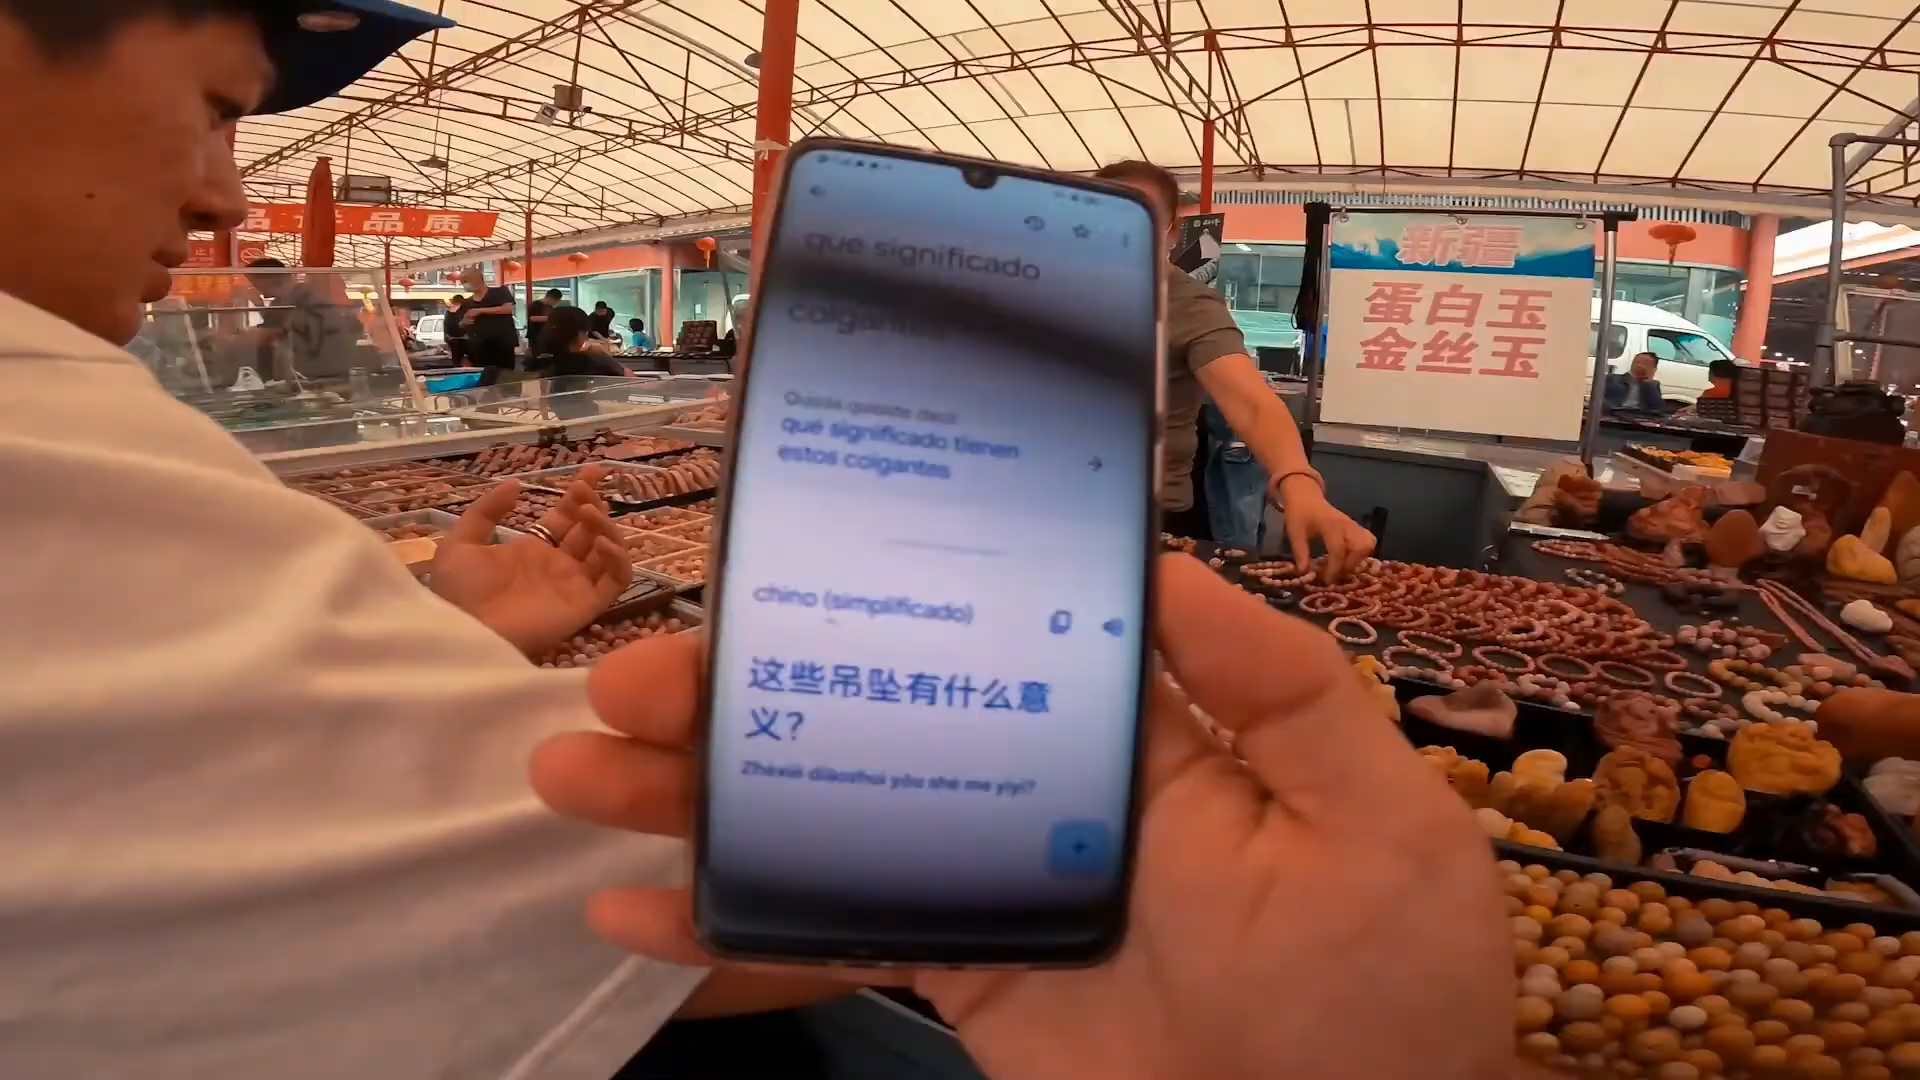 品质
que significado
colgantes
Quizás quisiste decir:
qué significado tienen
estos colgantes
chino (simplificado)
这些吊坠有什么意
义?
Zhèxiē diàozhuì yǒu shé me yìyì?
新疆
蛋白玉
金丝玉